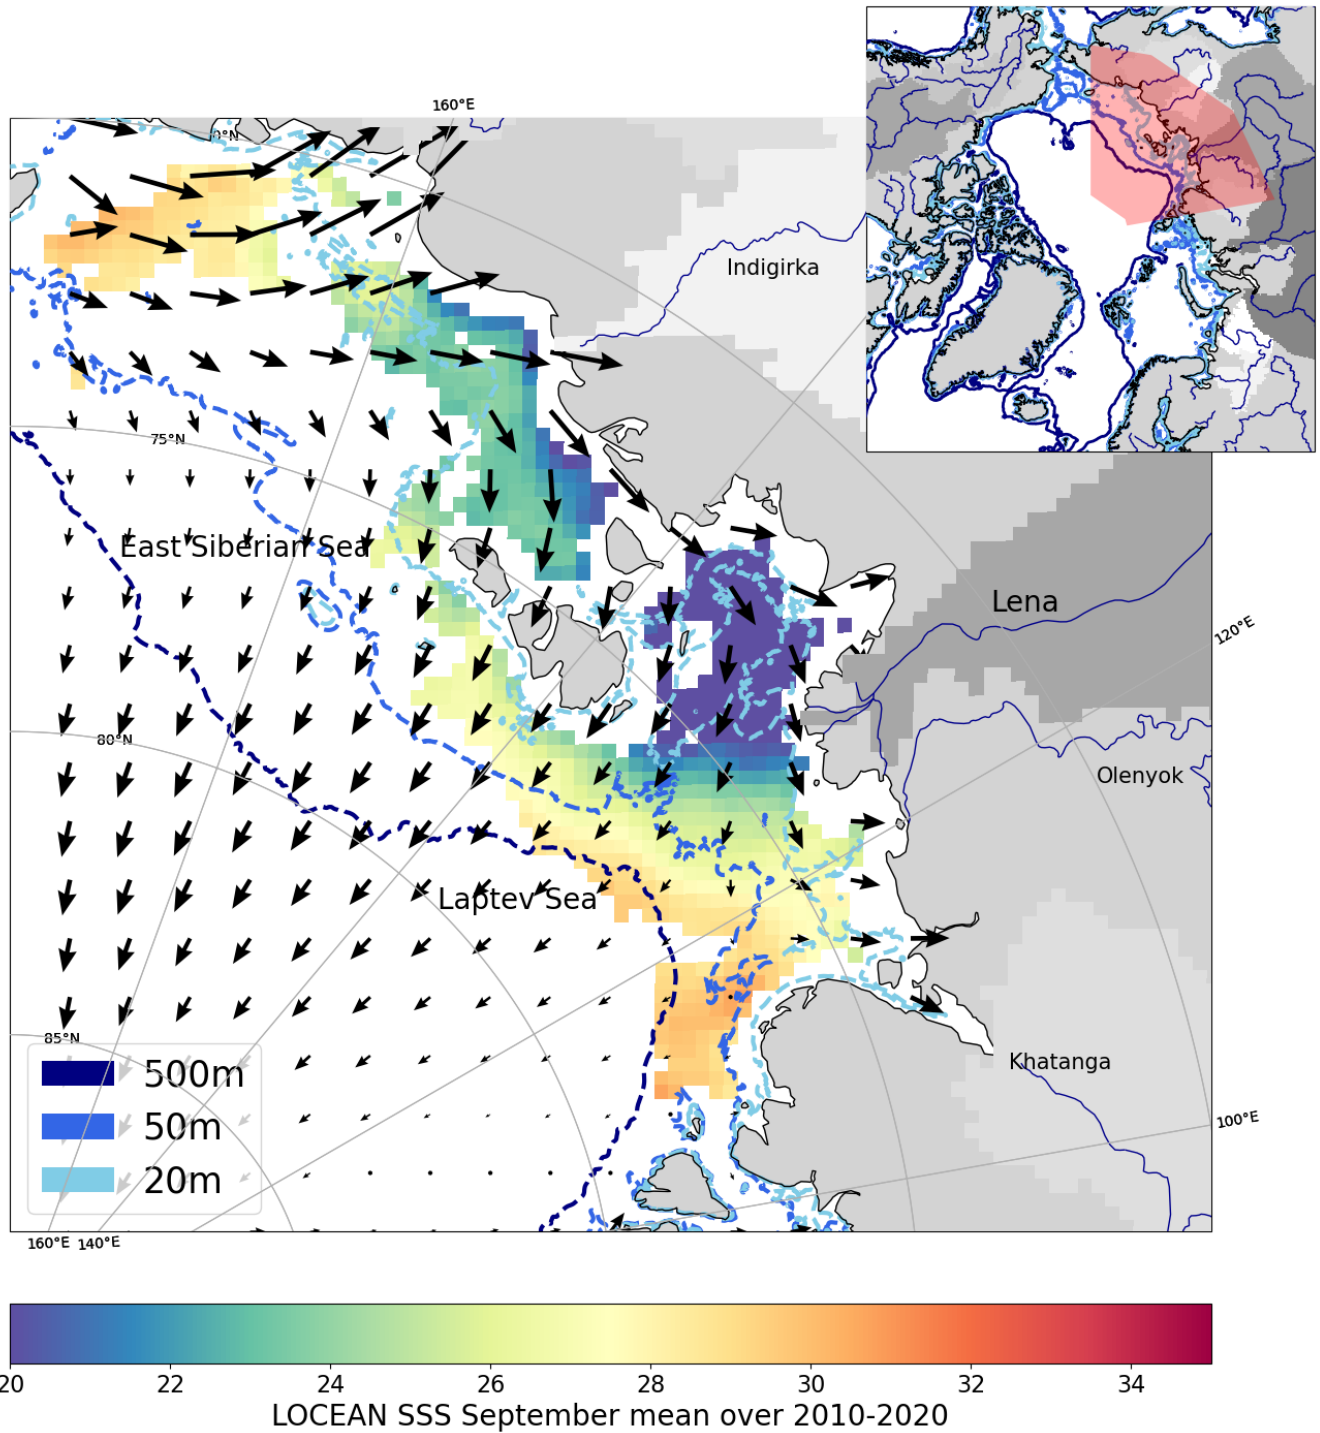 160°E
0°N
Indigirka
75°N
East Siberian Sea
Lena
120°E
80°N
Olenyok
Laptev Sea
85°N
Khatanga
500m
50m
20m
100°E
160°E 140°E
20 22 24 26 28 30 32 34
LOCEAN SSS September mean over 2010-2020